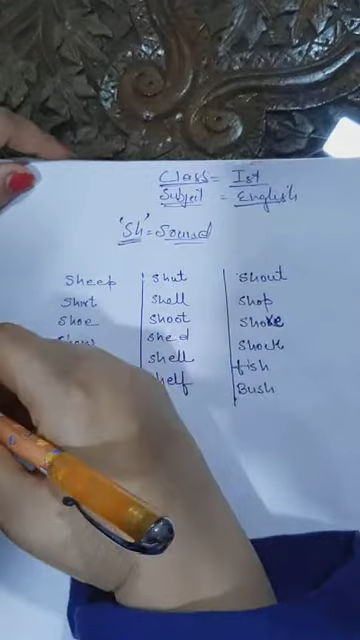 Class = Ist
Subject = English
'Sh' = Sound
Sheep Shut Shout
Shirt Shell Shop
Shoe Shoot Shore
Shed Shock
Shell fish
Bush